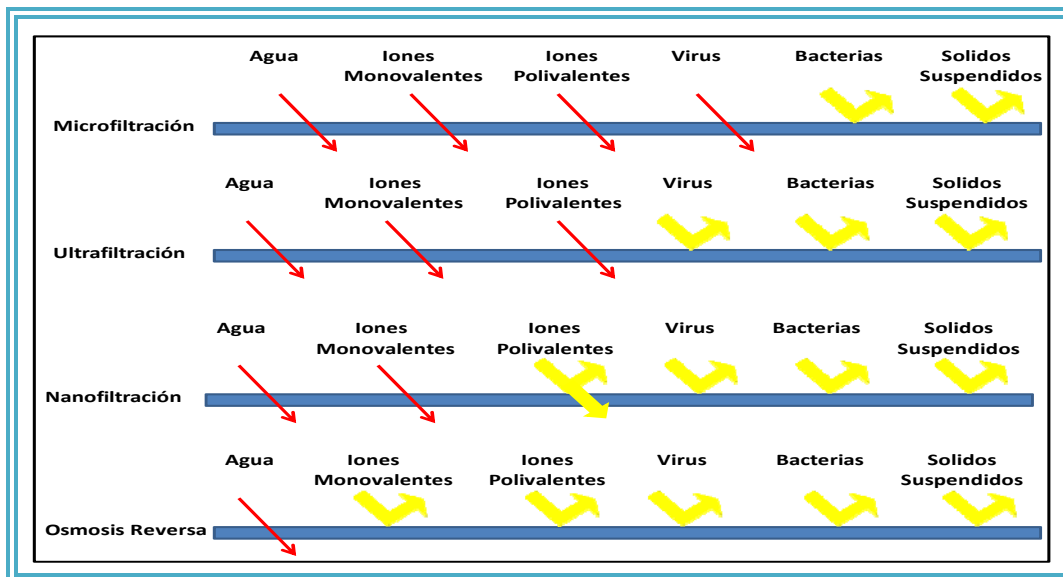 Agua
Iones
Monovalentes
Iones
Polivalentes
Virus
Bacterias
Solidos
Suspendidos
Microfiltración
Agua
Iones
Monovalentes
Iones
Polivalentes
Virus
Bacterias
Solidos
Suspendidos
Ultrafiltración
Agua
Iones
Monovalentes
Iones
Polivalentes
Virus
Bacterias
Solidos
Suspendidos
Nanofiltración
Agua
Iones
Monovalentes
Iones
Polivalentes
Virus
Bacterias
Solidos
Suspendidos
Osmosis Reversa